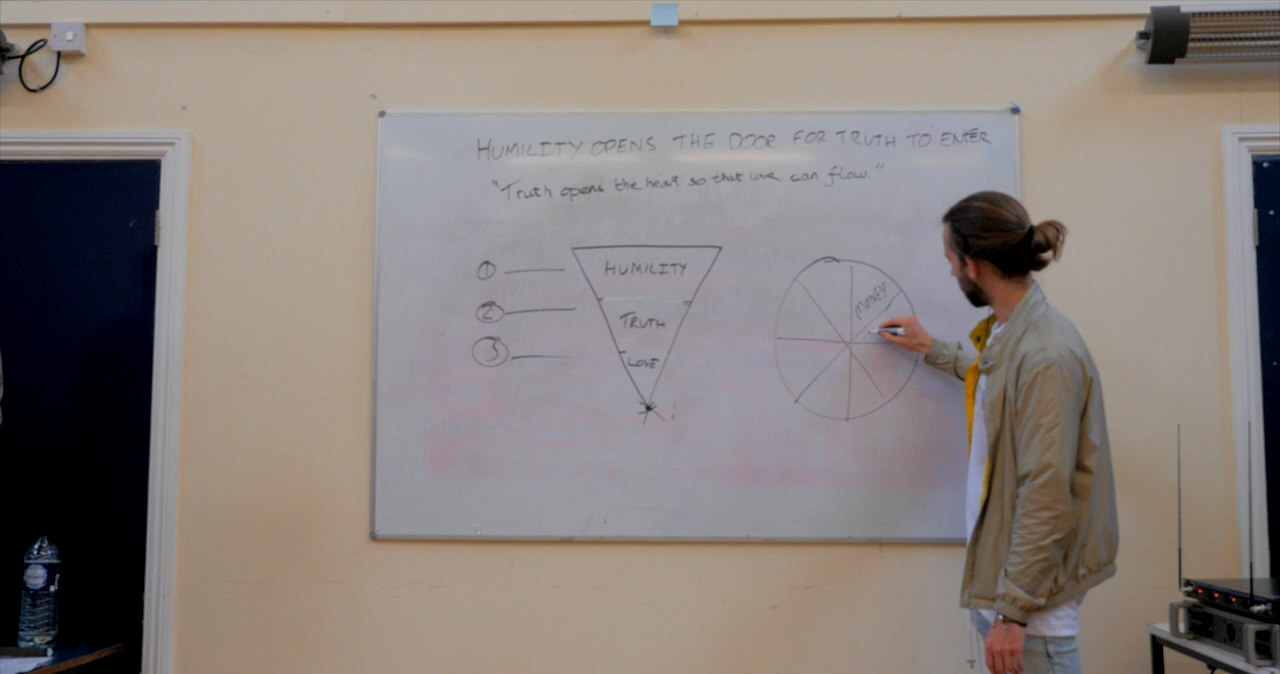 HUMILITY OPENS THE DOOR FOR TRUTH TO ENTER
"Truth opens the heart so that love can flow."
① HUMILITY
② TRUTH
③ LOVE
MONEY